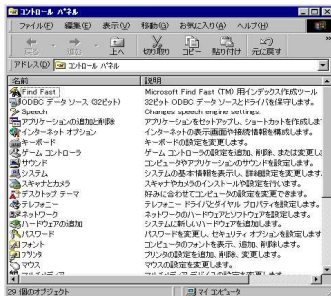 コントロール パネル
ファイル(F) 編集(E) 表示(V) 移動(G) お気に入り(A) ヘルプ(H)
戻る 進む 上へ 切り取り コピー 貼り付け 元に戻す
アドレス(D) コントロール パネル
名前 説明
Find Fast Microsoft Find Fast (TM) 用インデックス作成ツール
ODBC データ ソース (32ビット) 32ビット ODBC データ ソースとドライバを保守します。
Speech Changes speech engine settings.
アプリケーションの追加と削除 アプリケーションをセットアップし、ショートカットを作成しま
インターネット オプション インターネットの表示画面や接続情報を構成します。
キーボード キーボードの設定を変更します。
ゲーム コントローラ ゲーム コントローラの設定を追加、削除、または変更し
サウンド コンピュータやアプリケーションのサウンドを設定します。
システム システムの基本情報を表示し、詳細設定を変更します。
スキャナとカメラ スキャナやカメラのインストールや設定を行います。
デスクトップ テーマ 好みに合わせてコンピュータの設定を変更できます。
テレフォニー テレフォニー ドライバとダイヤル プロパティを設定します。
ネットワーク ネットワークのハードウェアとソフトウェアを設定します。
ハードウェアの追加 システムに新しいハードウェアを追加します。
パスワード パスワードを変更し、セキュリティ オプションを設定します
フォント コンピュータのフォントを表示、追加、削除します。
プリンタ プリンタの設定を追加、削除、変更します。
マウス マウスの設定を変更します。
29 個のオブジェクト マイ コンピュータ